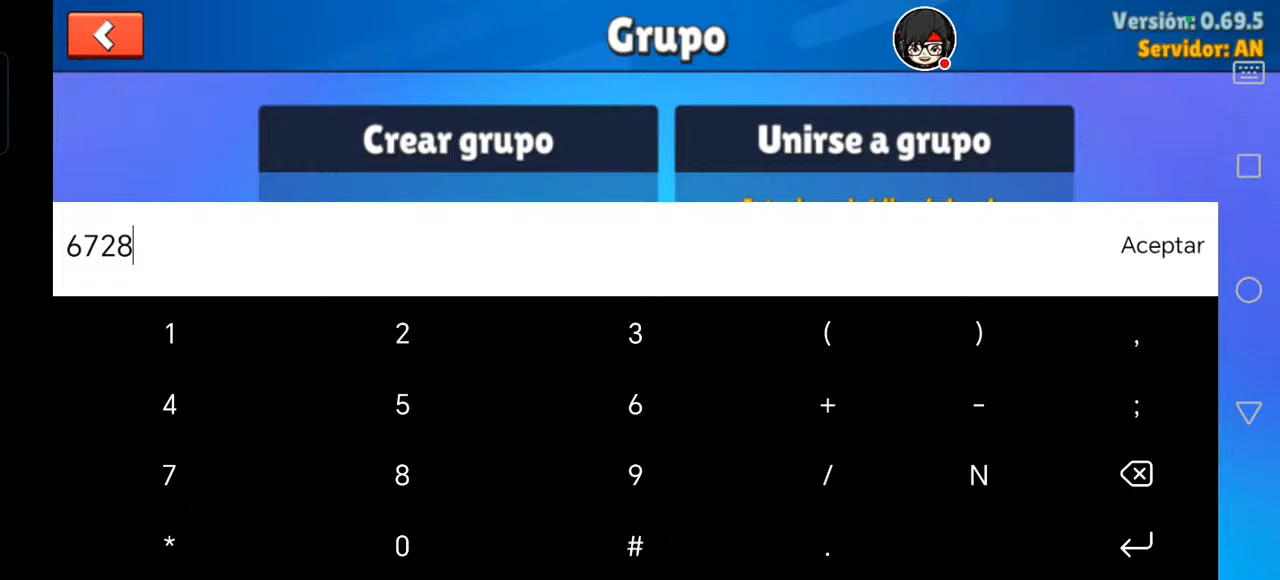 Grupo
Versión: 0.69.5
Servidor: AN
Crear grupo
Unirse a grupo
6728
Aceptar
1 2 3 ( ) ,
4 5 6 + - ;
7 8 9 / N
* 0 # .